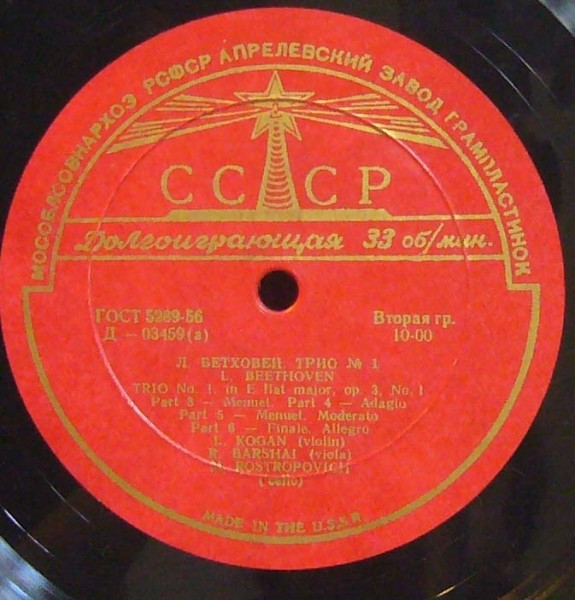 МОСОБЛСОВНАРХОЗ РСФСР АПРЕЛЕВСКИЙ ЗАВОД ГРАМПЛАСТИНОК
СССР
Долгоиграющая 33 об/мин.
ГОСТ 5289-56 Вторая гр.
Д — 03459(а) 10-00
Л. БЕТХОВЕН. ТРИО № 1
L. BEETHOVEN
TRIO No. 1. in E flat major, op. 3, No. 1
Part 3 — Menuet. Part 4 — Adagio
Part 5 — Menuet. Moderato
Part 6 — Finale. Allegro
L. KOGAN (violin)
R. BARSHAI (viola)
M. ROSTROPOVICH
(cello)
MADE IN THE U.S.S.R.